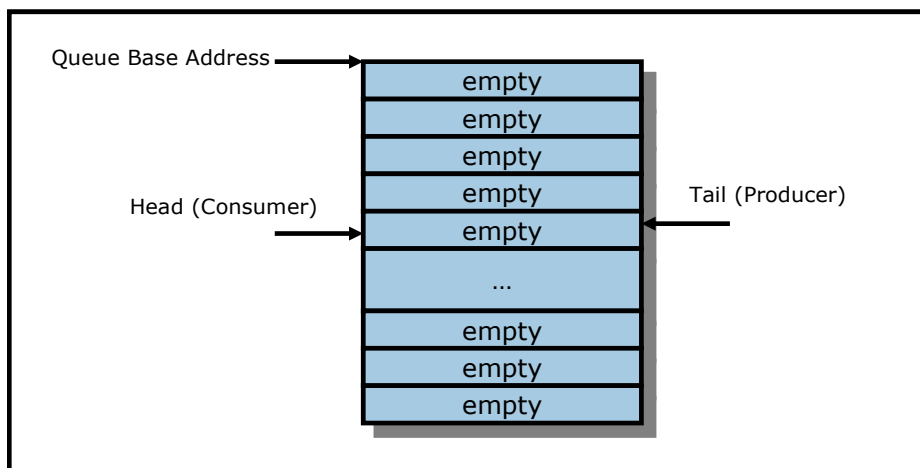 Queue Base Address
empty
empty
empty
empty
Head (Consumer)
Tail (Producer)
empty
…
empty
empty
empty